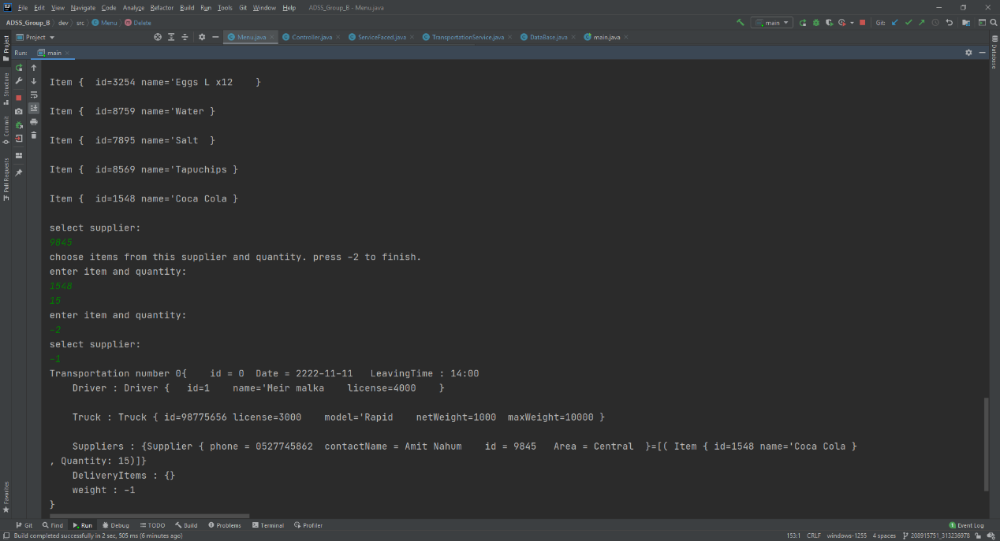 File Edit View Navigate Code Analyze Refactor Build Run Tools Git Window Help ADSS_Group_B - Menu.java
ADSS_Group_B dev src Menu Delete main Git:
Project Menu.java Controller.java ServiceFaced.java TransportationService.java DataBase.java main.java
Run: main
Project
Structure
Commit
Pull Requests
Favorites
Database
Item {  id=3254 name='Eggs L x12    }
Item {  id=8759 name='Water }
Item {  id=7895 name='Salt  }
Item {  id=8569 name='Tapuchips }
Item {  id=1548 name='Coca Cola }
select supplier:
9845
choose items from this supplier and quantity. press -2 to finish.
enter item and quantity:
1548
15
enter item and quantity:
-2
select supplier:
-1
Transportation number 0{    id = 0  Date = 2222-11-11   LeavingTime : 14:00
Driver : Driver {   id=1    name='Meir malka    license=4000    }
Truck : Truck { id=98775656 license=3000    model='Rapid    netWeight=1000  maxWeight=10000 }
Suppliers : {Supplier { phone = 0527745862  contactName = Amit Nahum    id = 9845   Area = Central  }=[( Item { id=1548 name='Coca Cola }
, Quantity: 15)]}
DeliveryItems : {}
weight : -1
}
Git Find Run Debug TODO Build Problems Terminal Profiler 1 Event Log
Build completed successfully in 2 sec, 505 ms (6 minutes ago) 153:1 CRLF windows-1255 4 spaces 208915751_313236978